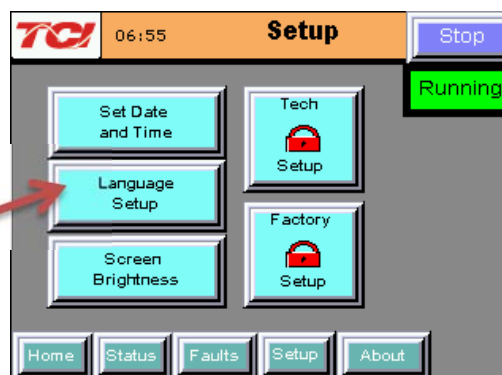 TCI
06:55
Setup
Stop
Running
Set Date
and Time
Tech
Setup
Language
Setup
Factory
Setup
Screen
Brightness
Home
Status
Faults
Setup
About